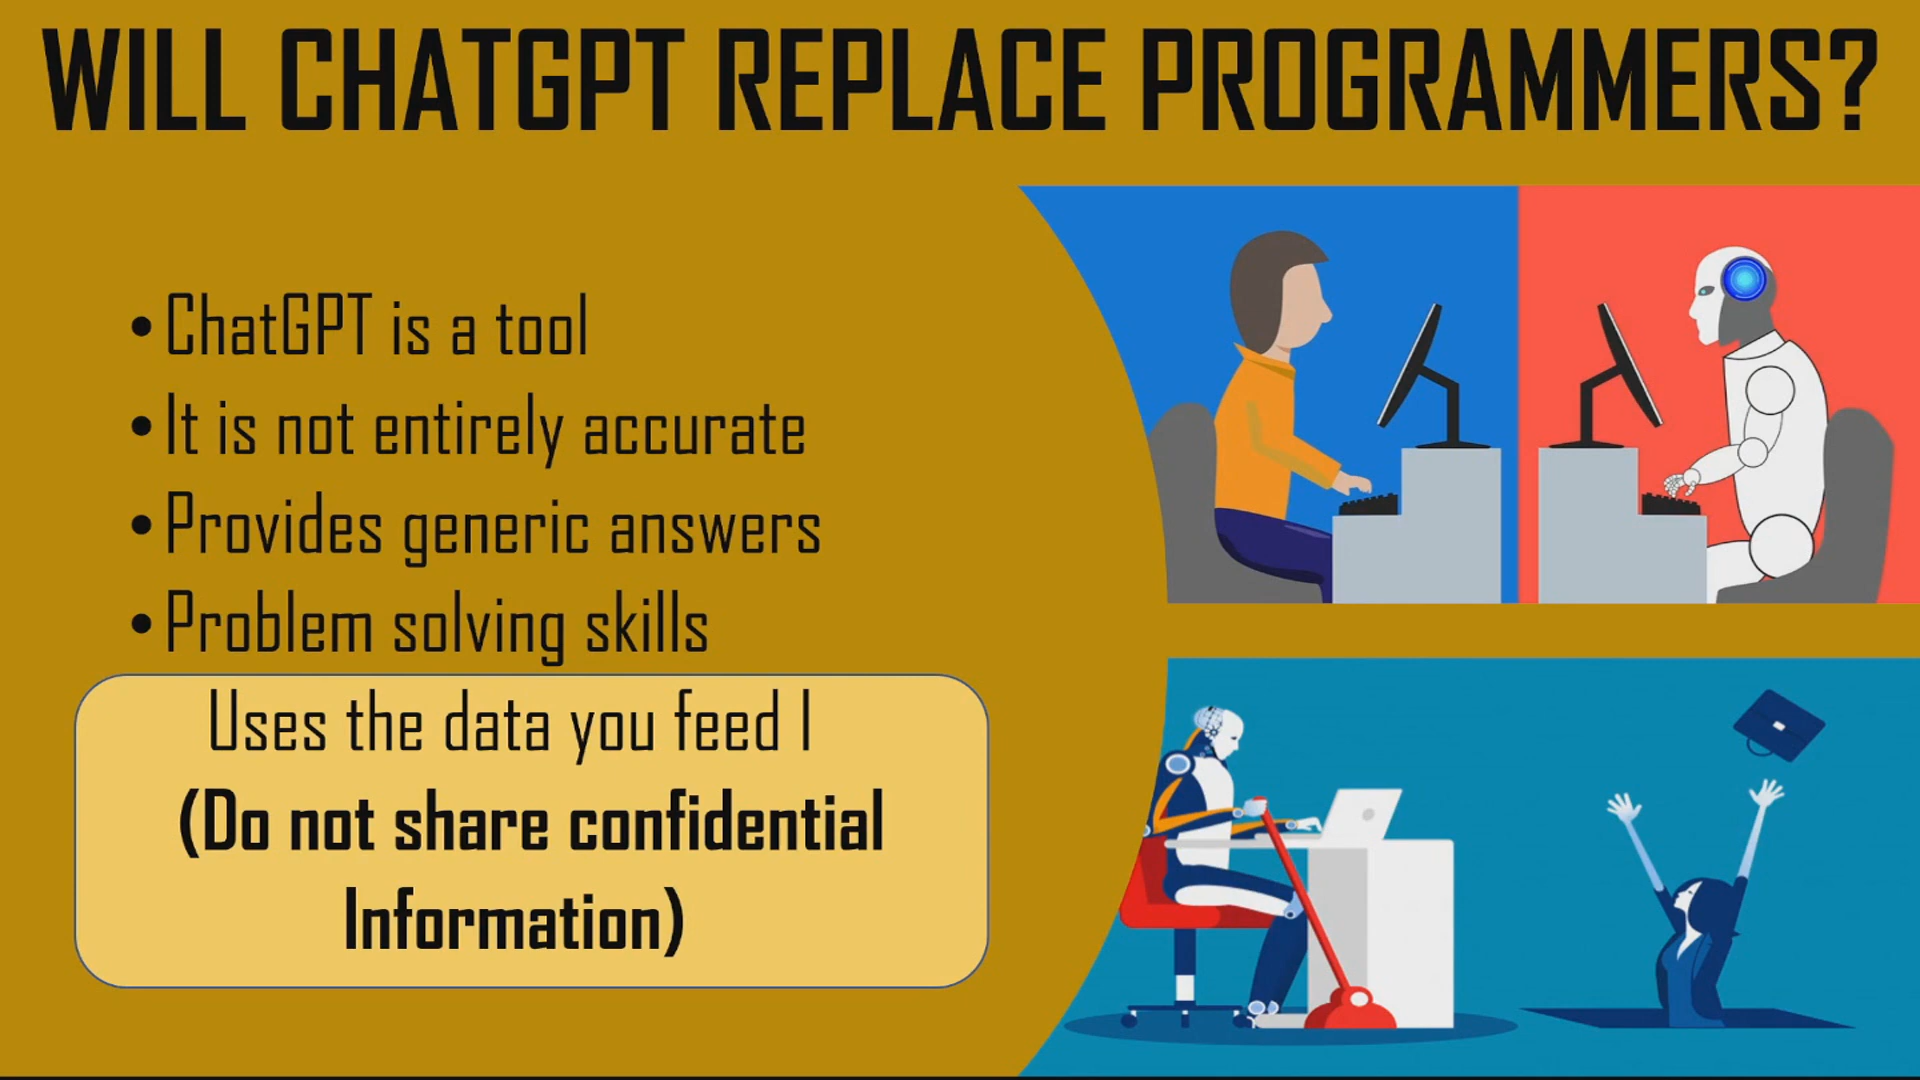 WILL CHATGPT REPLACE PROGRAMMERS?
• ChatGPT is a tool
• It is not entirely accurate
• Provides generic answers
• Problem solving skills
Uses the data you feed I
(Do not share confidential
Information)